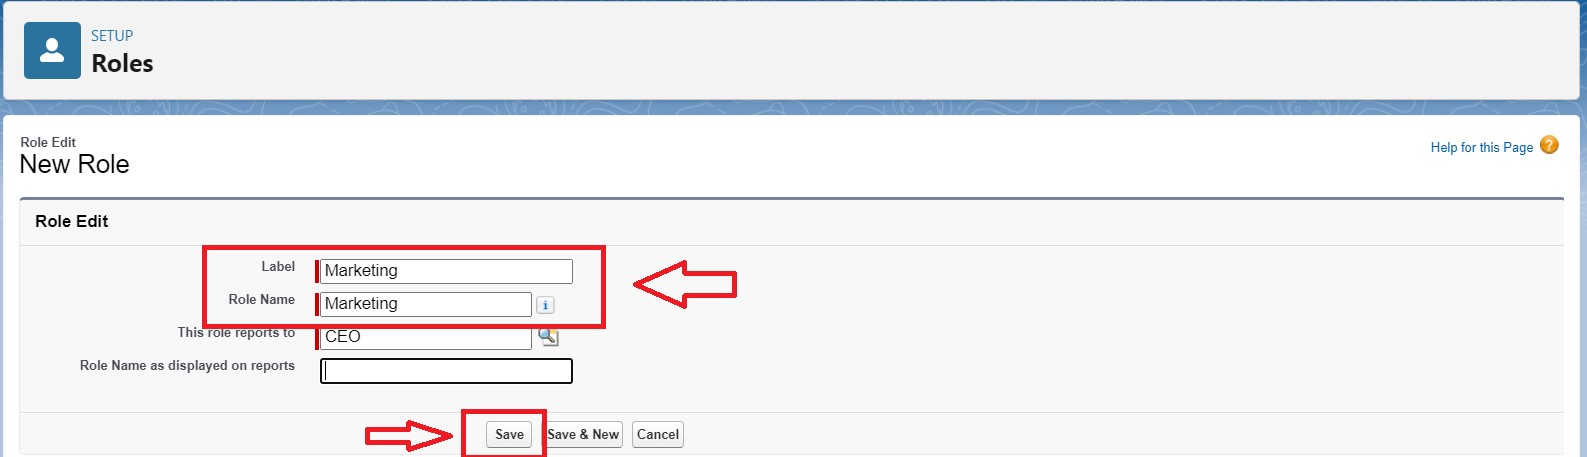 SETUP
Roles
Role Edit
New Role
Help for this Page ?
Role Edit
Label Marketing
Role Name Marketing i
This role reports to CEO
Role Name as displayed on reports
Save Save & New Cancel